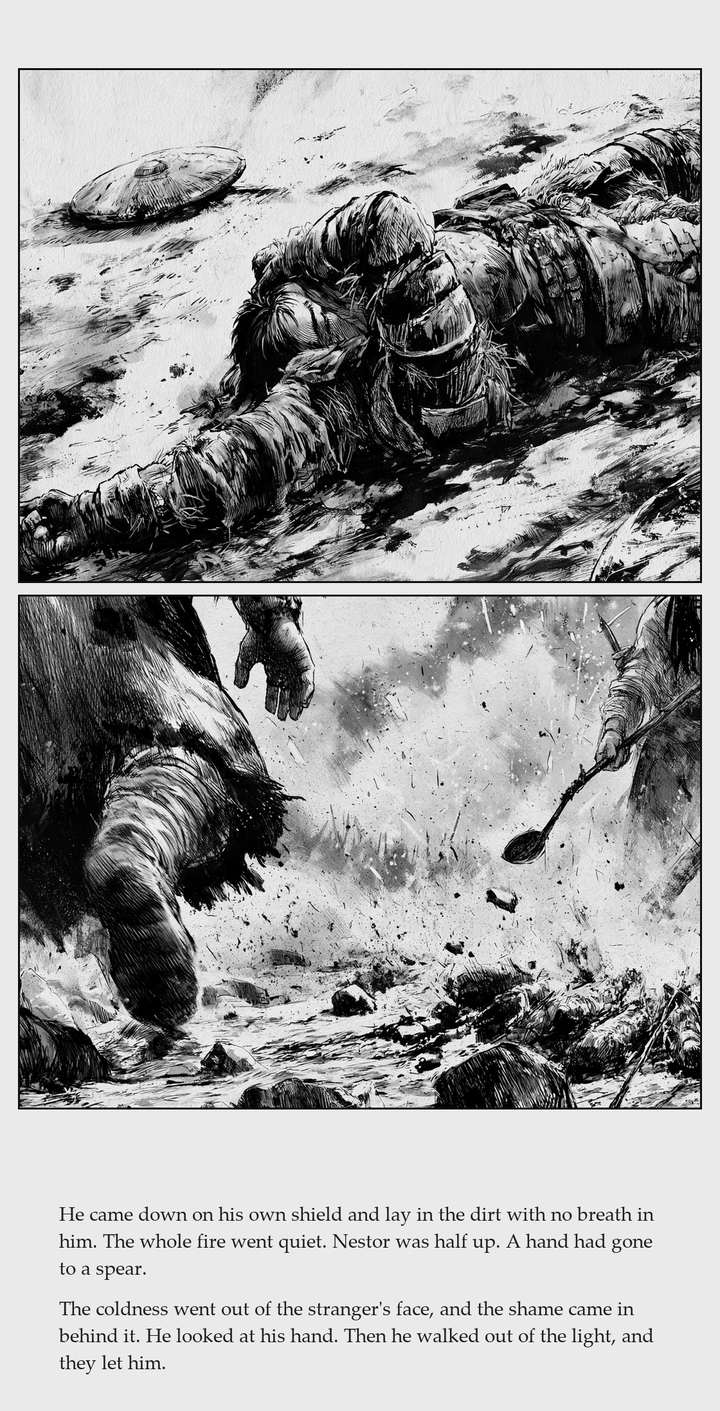 He came down on his own shield and lay in the dirt with no breath in
him. The whole fire went quiet. Nestor was half up. A hand had gone
to a spear.
The coldness went out of the stranger's face, and the shame came in
behind it. He looked at his hand. Then he walked out of the light, and
they let him.